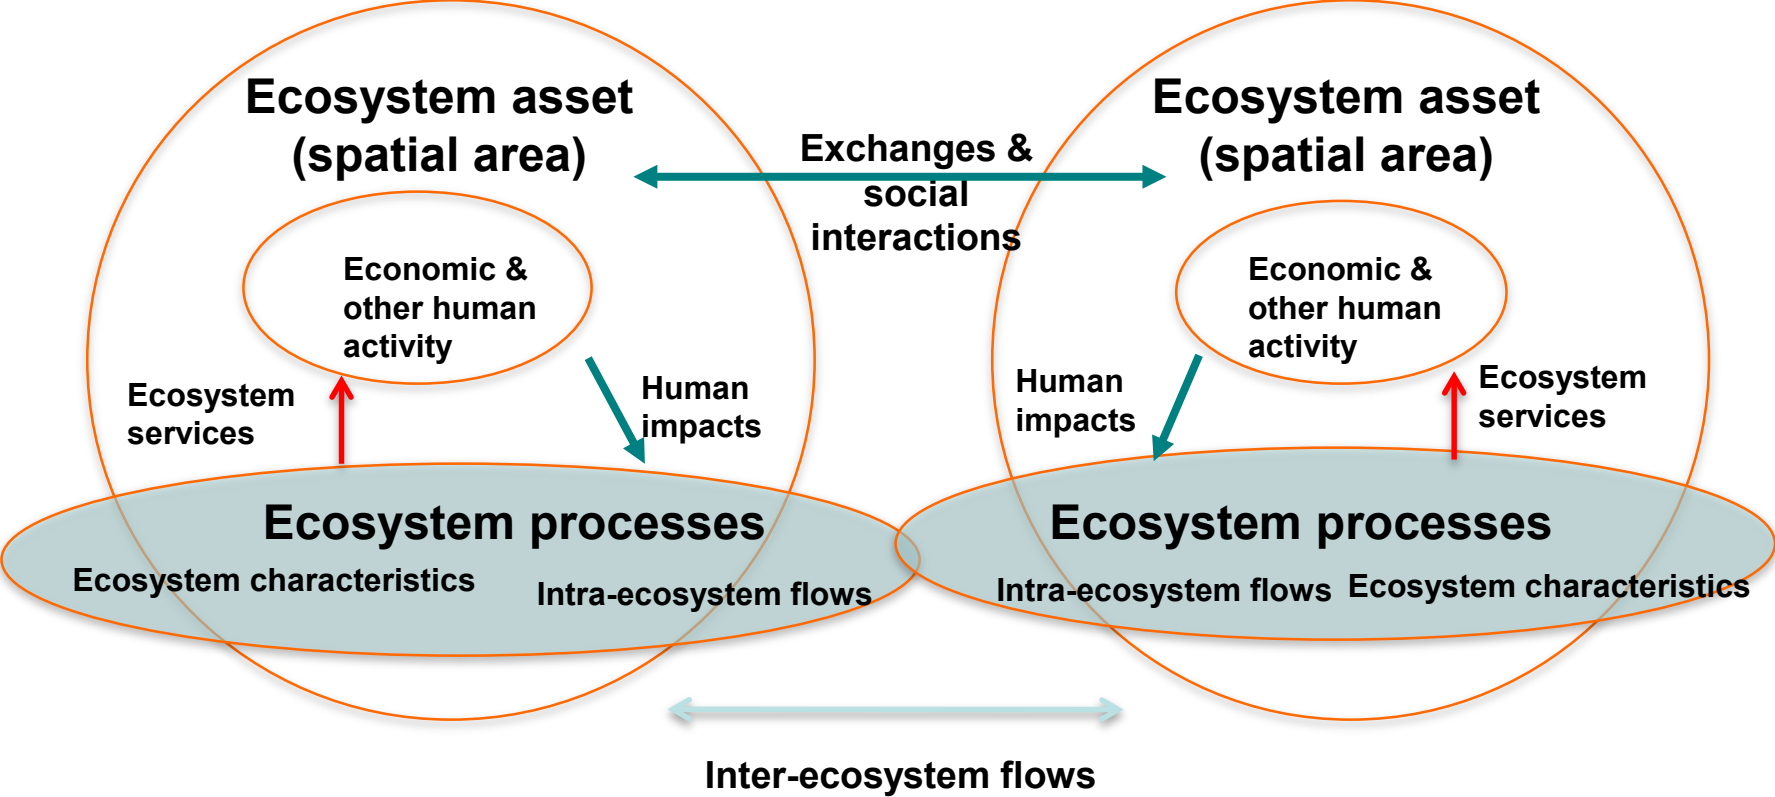 Ecosystem asset
(spatial area)
Exchanges &
social
interactions
Ecosystem asset
(spatial area)
Economic &
other human
activity
Economic &
other human
activity
Ecosystem
services
Human
impacts
Human
impacts
Ecosystem
services
Ecosystem processes
Ecosystem characteristics
Intra-ecosystem flows
Ecosystem processes
Intra-ecosystem flows
Ecosystem characteristics
Inter-ecosystem flows